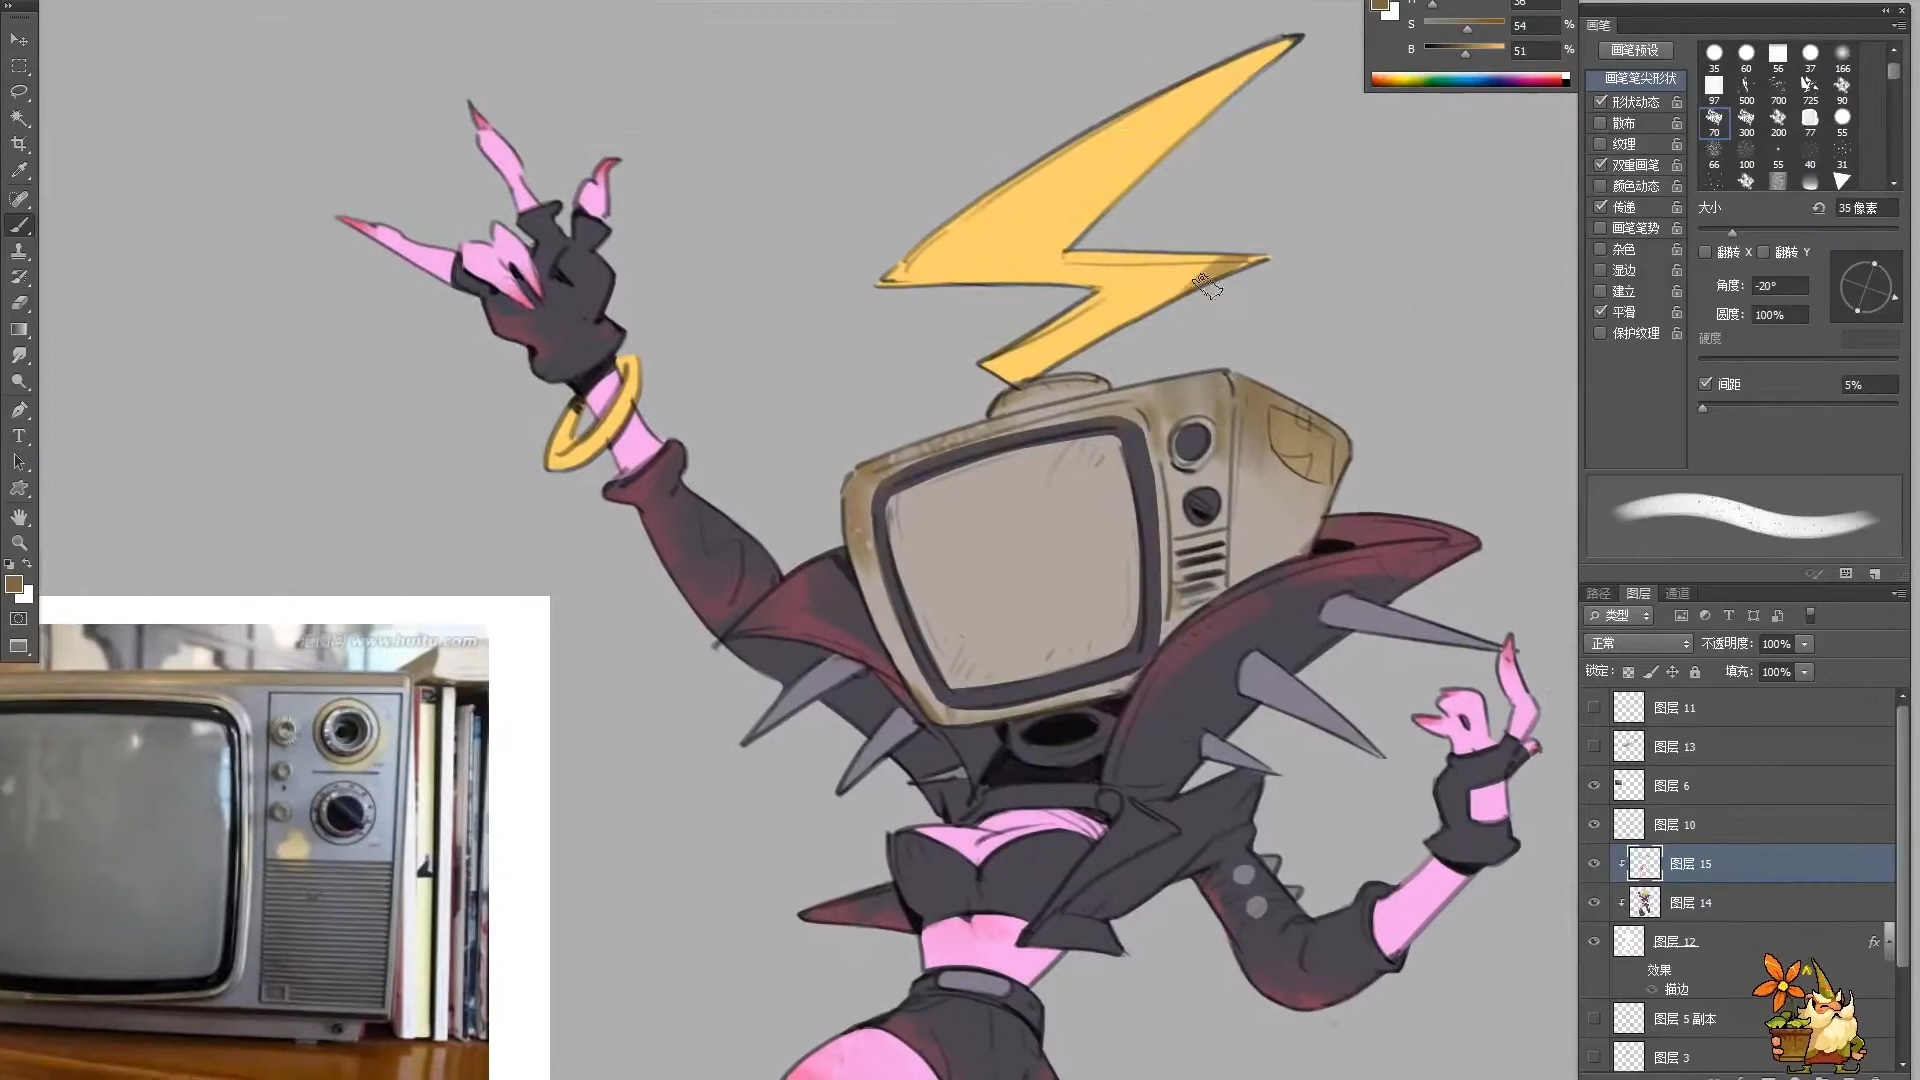 S 54 %
B 51 %
画笔
画笔预设
35 60 56 37 166
画笔笔尖形状
97 500 700 725 90
形状动态
70 300 200 77 55
散布
纹理
66 100 55 40 31
双重画笔
颜色动态
传递
大小 35 像素
画笔笔势
杂色
翻转 X 翻转 Y
湿边
建立
角度: -20°
平滑
圆度: 100%
保护纹理
硬度
间距 5%
路径 图层 通道
类型
正常 不透明度: 100%
锁定: 填充: 100%
图层 11
图层 13
图层 6
图层 10
图层 15
图层 14
图层 12 fx
效果
描边
图层 5 副本
图层 3
www.huitu.com